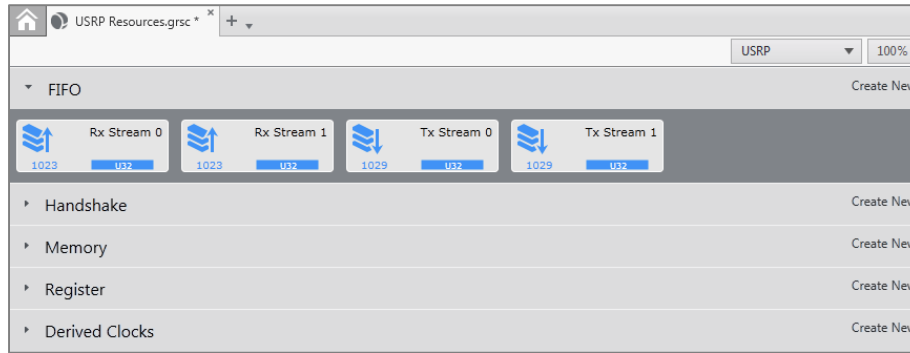 USRP Resources.grsc *
USRP 100%
FIFO Create New
Rx Stream 0 Rx Stream 1 Tx Stream 0 Tx Stream 1
1023 U32 1023 U32 1029 U32 1029 U32
Handshake Create New
Memory Create New
Register Create New
Derived Clocks Create New